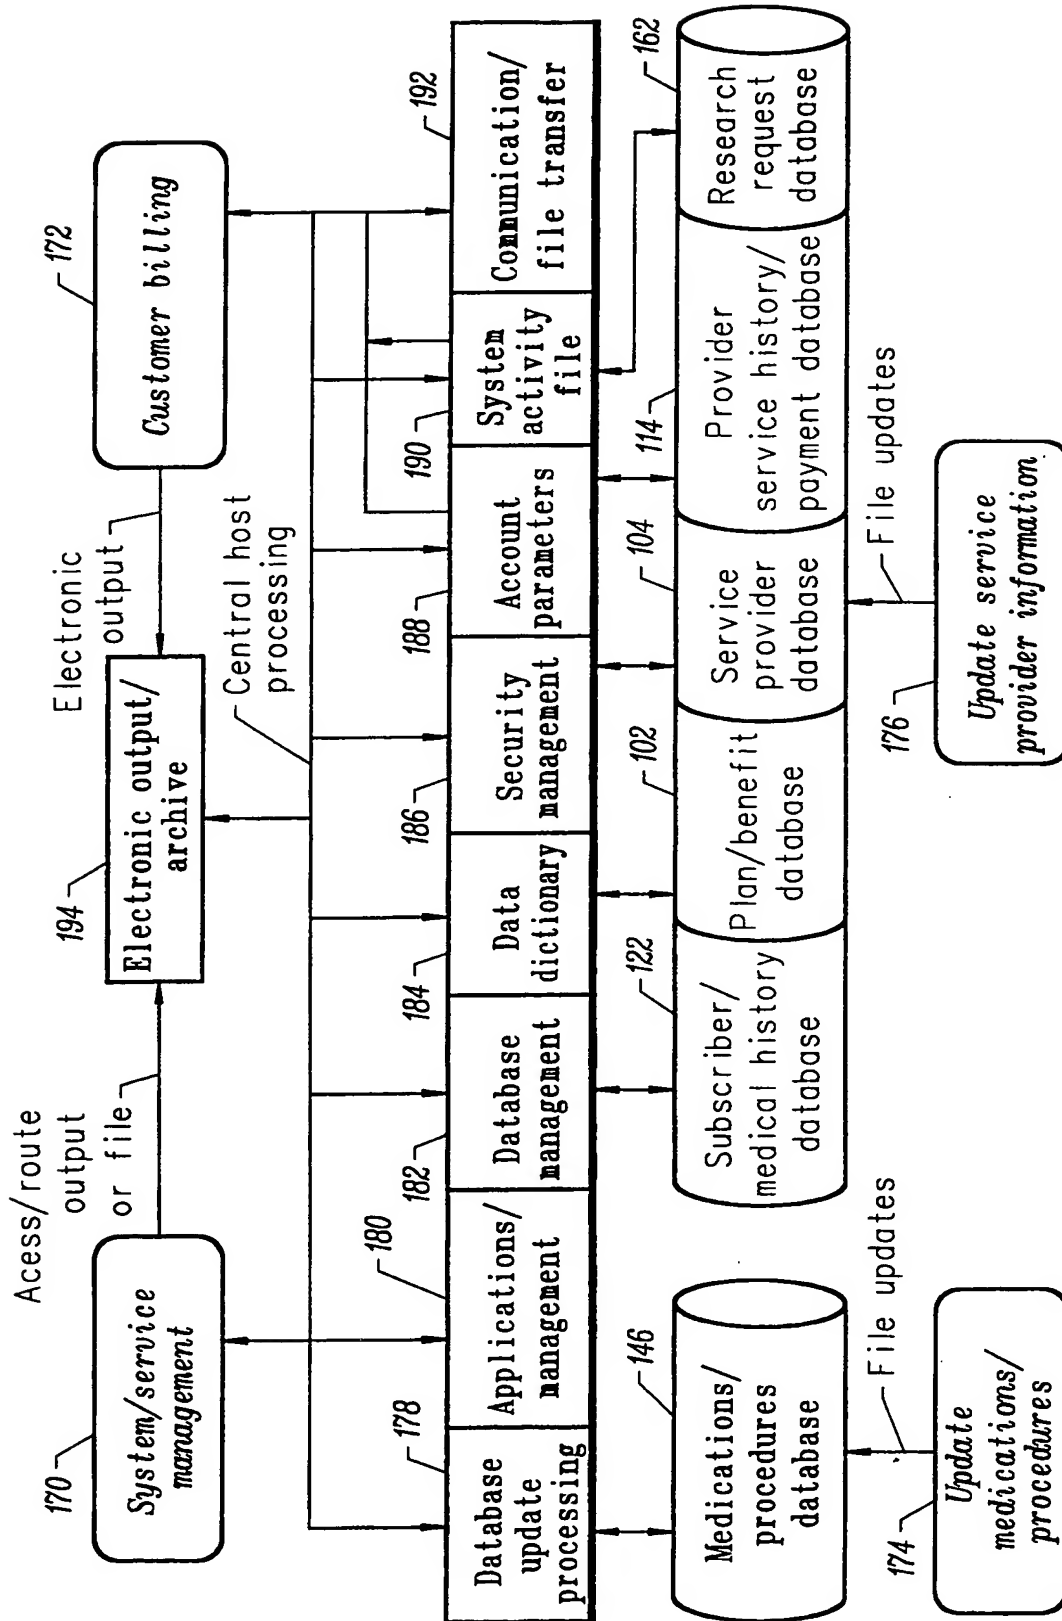 Acess/route
output
or file
Electronic
output
170
System/service
management
194
Electronic output/
archive
172
Customer billing
Central host
processing
178
180
182
184
186
188
190
192
Database
update
processing
Applications/
management
Database
management
Data
dictionary
Security
management
Account
parameters
System
activity
file
Communication/
file transfer
146
122
102
104
114
162
Medications/
procedures
database
Subscriber/
medical history
database
Plan/benefit
database
Service
provider
database
Provider
service history/
payment database
Research
request
database
File updates
File updates
174
Update
medications/
procedures
176
Update service
provider information